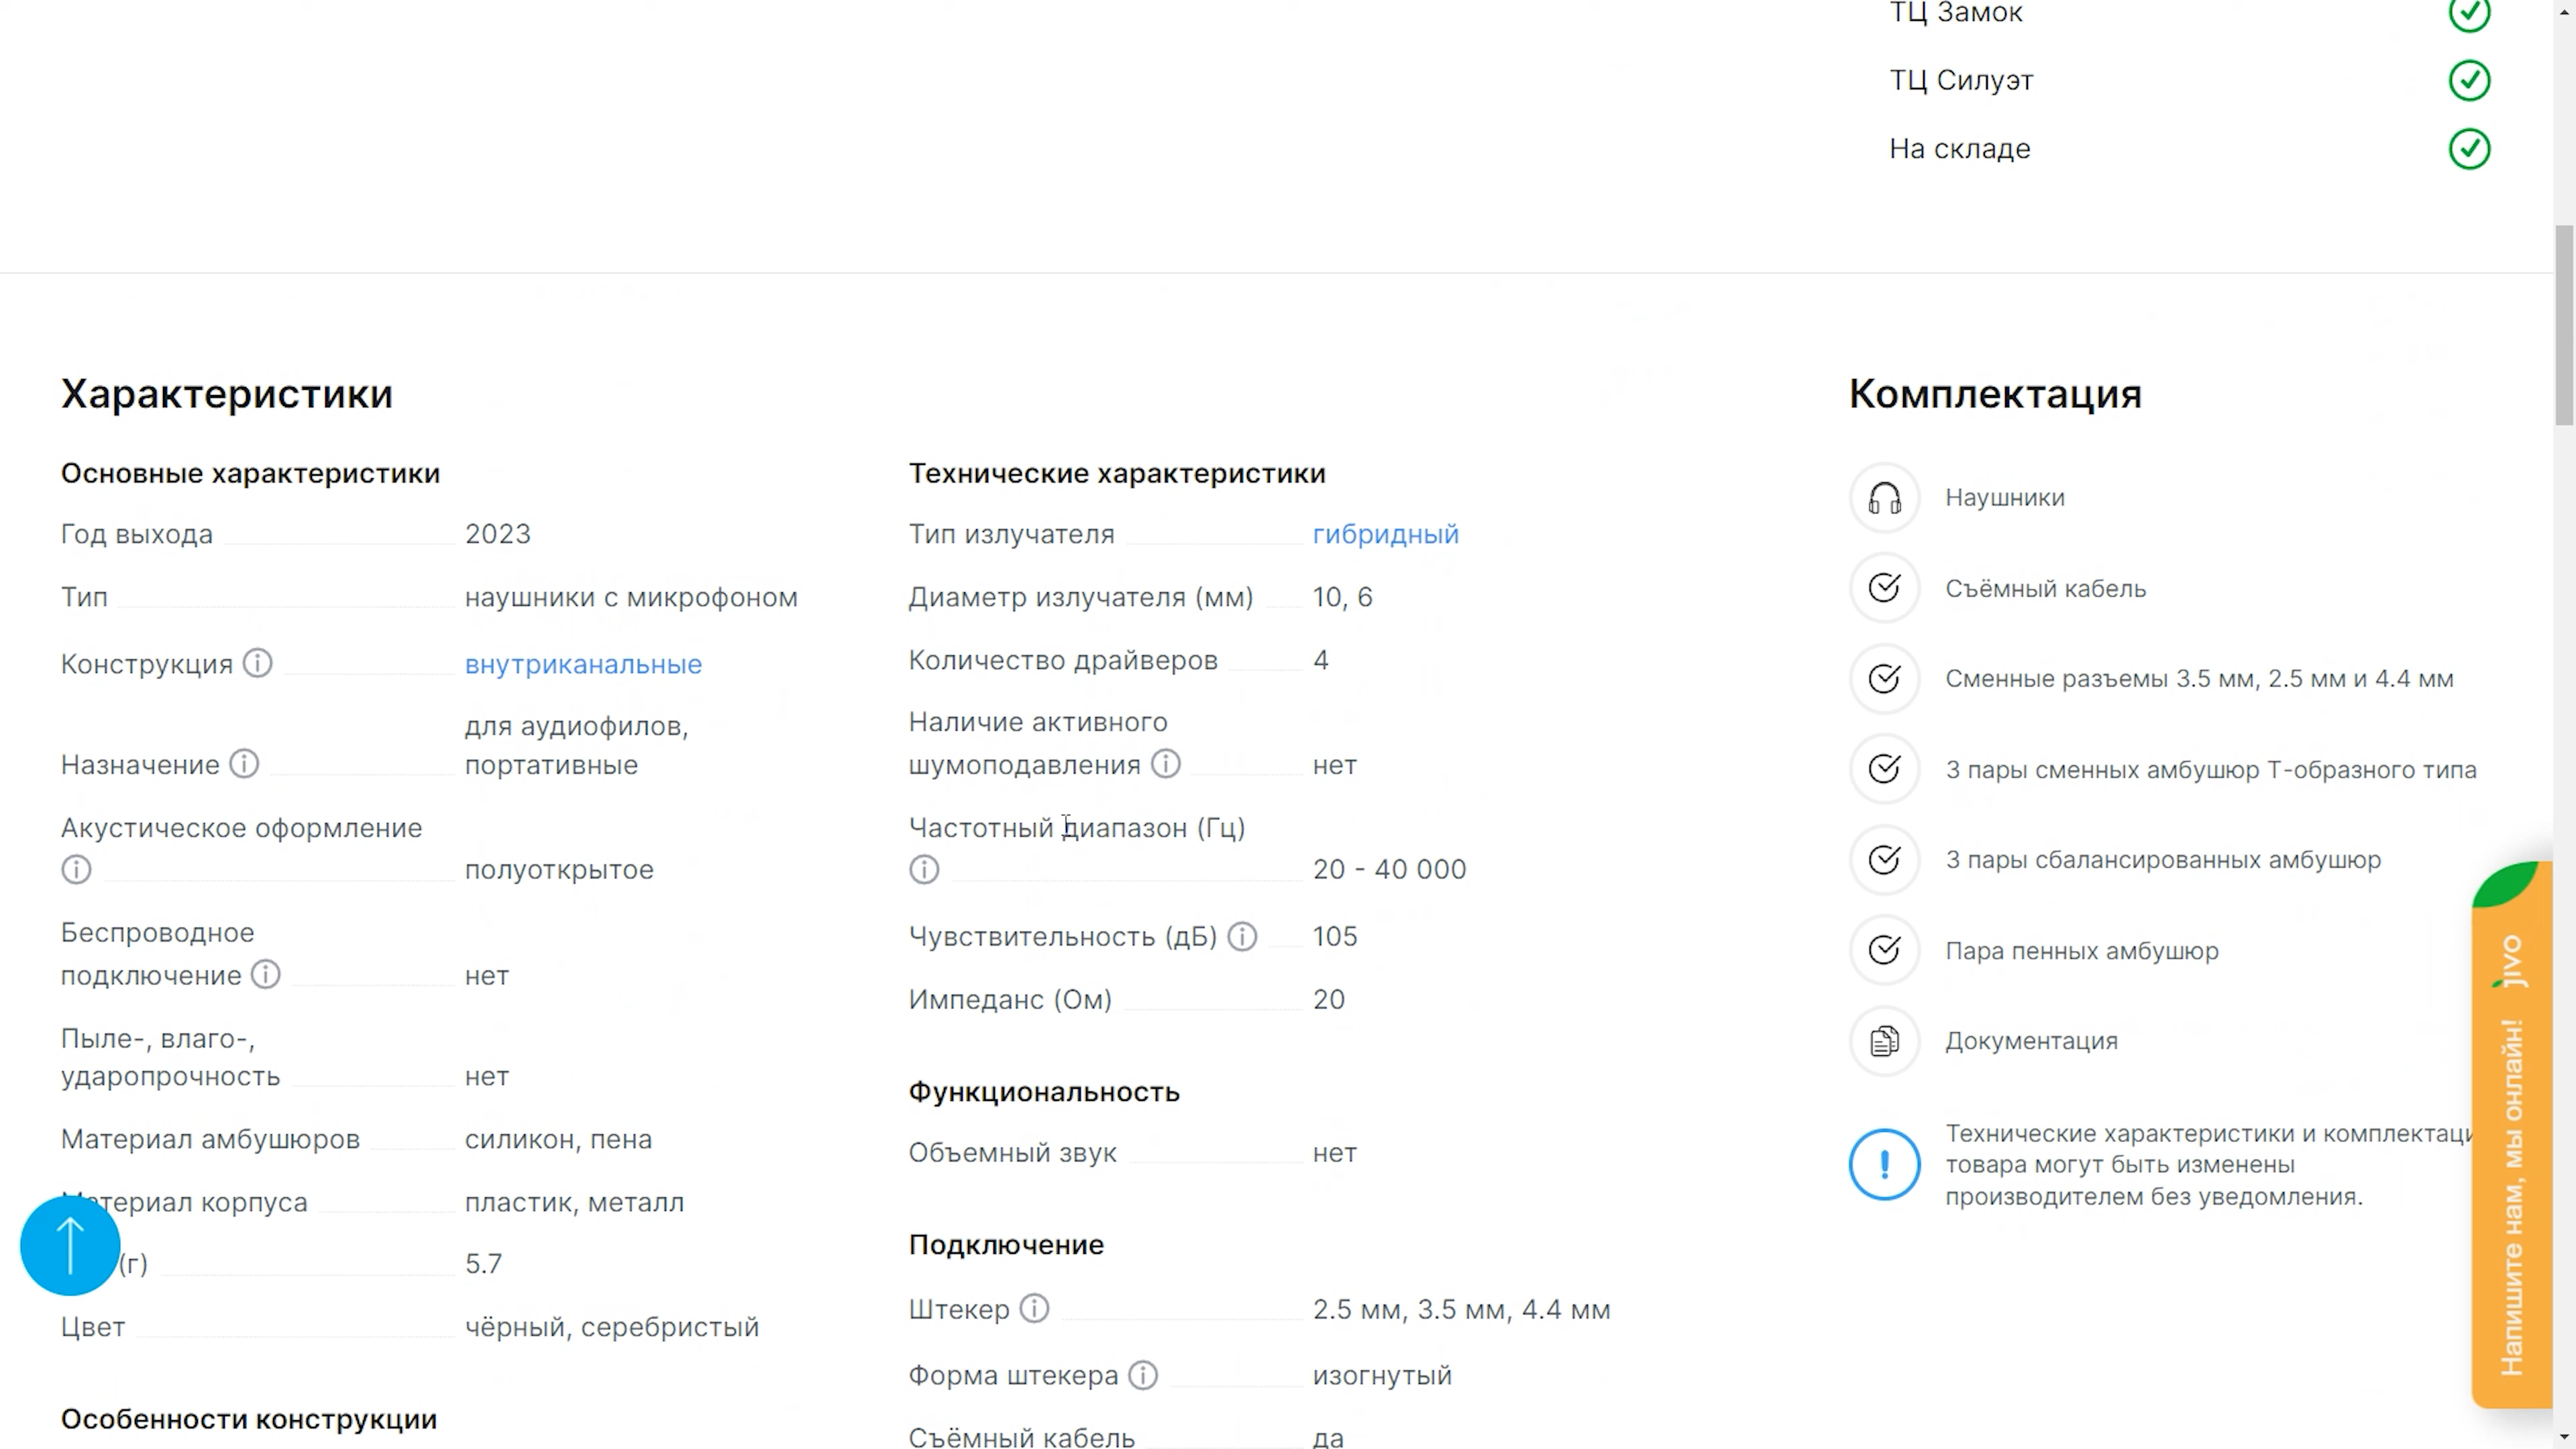 ТЦ Замок
ТЦ Силуэт
На складе
Характеристики
Основные характеристики
Год выхода 2023
Тип наушники с микрофоном
Конструкция внутриканальные
для аудиофилов,
Назначение портативные
Акустическое оформление
полуоткрытое
Беспроводное
подключение нет
Пыле-, влаго-,
ударопрочность нет
Материал амбушюров силикон, пена
Материал корпуса пластик, металл
(г) 5.7
Цвет чёрный, серебристый
Особенности конструкции
Технические характеристики
Тип излучателя гибридный
Диаметр излучателя (мм) 10, 6
Количество драйверов 4
Наличие активного
шумоподавления нет
Частотный диапазон (Гц)
20 - 40 000
Чувствительность (дБ) 105
Импеданс (Ом) 20
Функциональность
Объемный звук нет
Подключение
Штекер 2.5 мм, 3.5 мм, 4.4 мм
Форма штекера изогнутый
Съёмный кабель да
Комплектация
Наушники
Съёмный кабель
Сменные разъемы 3.5 мм, 2.5 мм и 4.4 мм
3 пары сменных амбушюр Т-образного типа
3 пары сбалансированных амбушюр
Пара пенных амбушюр
Документация
Технические характеристики и комплектаци
товара могут быть изменены
производителем без уведомления.
Напишите нам, мы онлайн! jivo